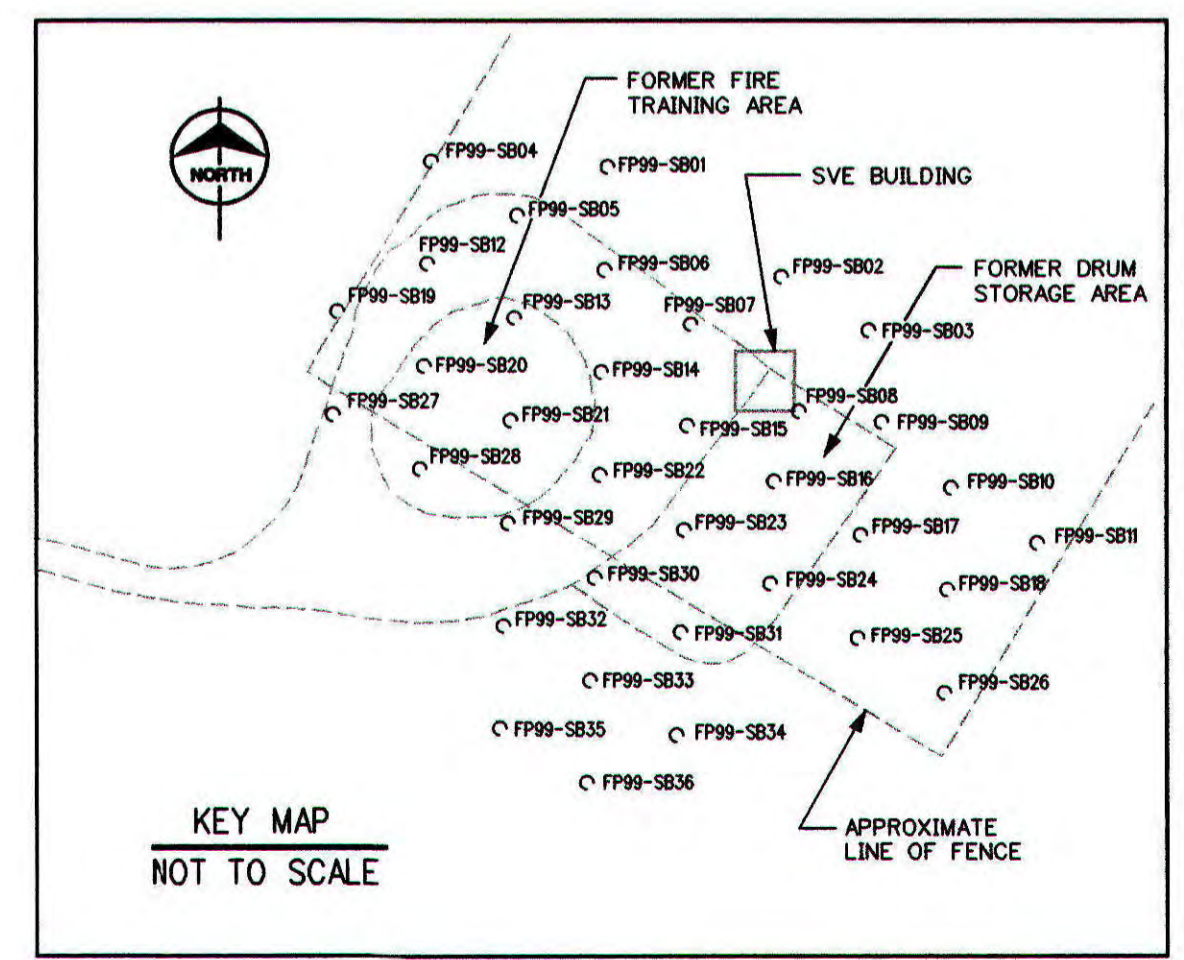 FORMER FIRE
TRAINING AREA
NORTH
FP99-SB04
FP99-SB01
SVE BUILDING
FP99-SB05
FP99-SB12
FP99-SB06
FP99-SB02
FORMER DRUM
STORAGE AREA
FP99-SB19
FP99-SB13
FP99-SB07
FP99-SB03
FP99-SB20
FP99-SB14
FP99-SB27
FP99-SB21
FP99-SB15
FP99-SB08
FP99-SB09
FP99-SB28
FP99-SB22
FP99-SB16
FP99-SB10
FP99-SB29
FP99-SB23
FP99-SB17
FP99-SB11
FP99-SB30
FP99-SB24
FP99-SB18
FP99-SB32
FP99-SB31
FP99-SB25
FP99-SB33
FP99-SB26
FP99-SB35
FP99-SB34
FP99-SB36
KEY MAP
NOT TO SCALE
APPROXIMATE
LINE OF FENCE